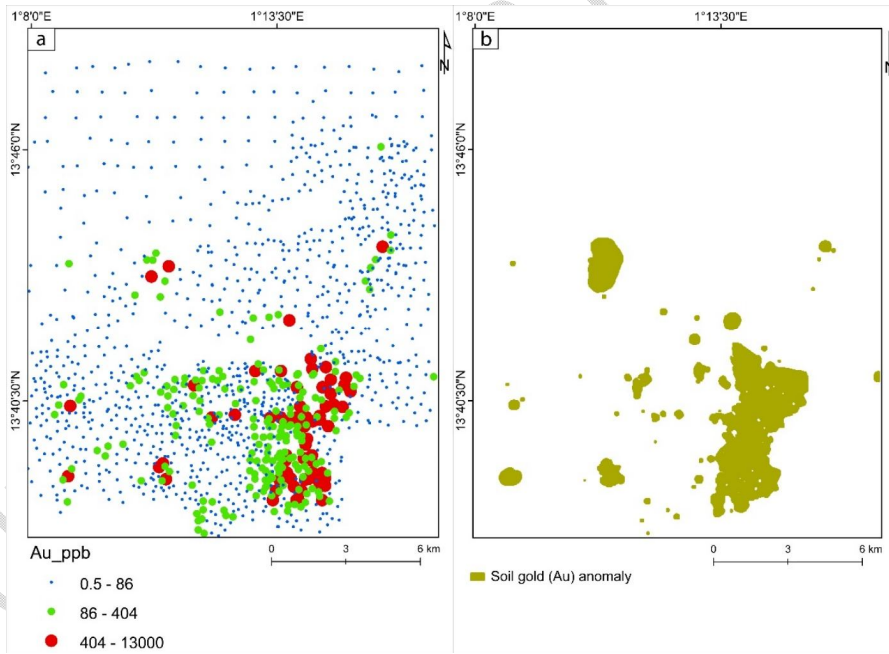 1°8'0"E 1°13'30"E
a
N
13°46'0"N
13°40'30"N
Au_ppb
0 3 6 km
0.5 - 86
86 - 404
404 - 13000
1°8'0"E 1°13'30"E
b
N
13°46'0"N
13°40'30"N
0 3 6 km
Soil gold (Au) anomaly